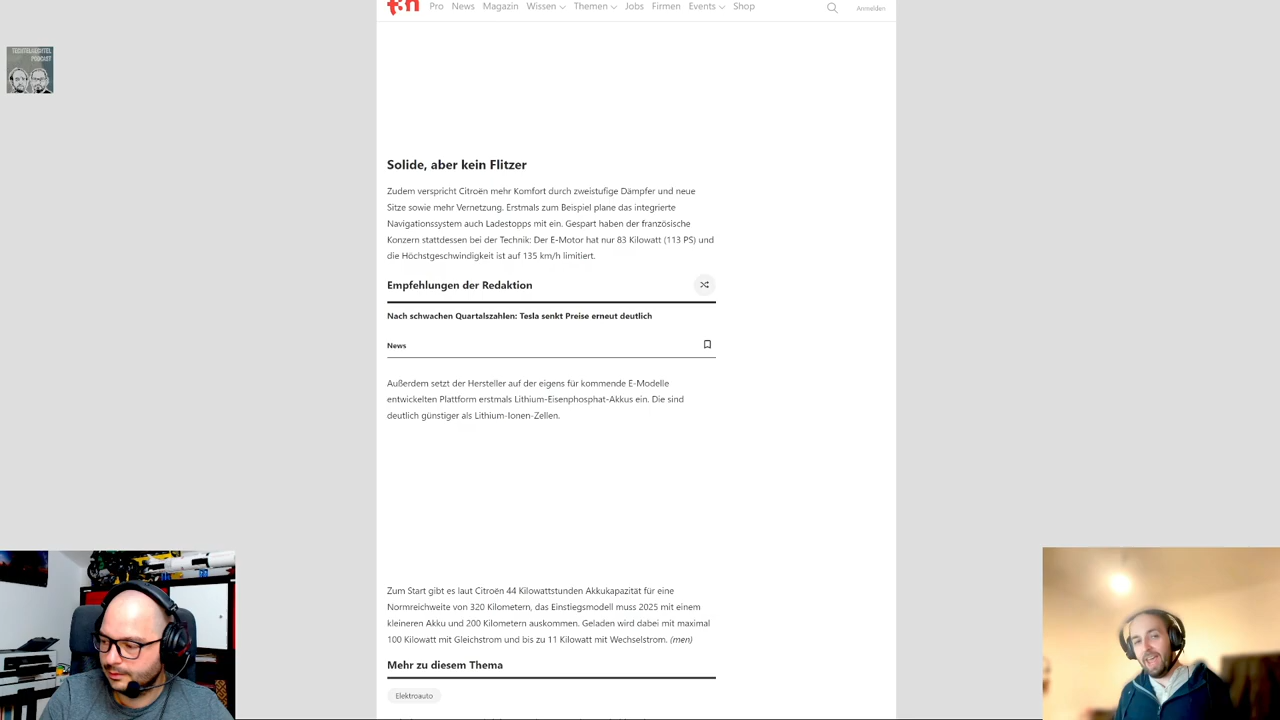 t3n Pro News Magazin Wissen Themen Jobs Firmen Events Shop Anmelden
TECHTELMECHTEL
PODCAST
Solide, aber kein Flitzer
Zudem verspricht Citroën mehr Komfort durch zweistufige Dämpfer und neue
Sitze sowie mehr Vernetzung. Erstmals zum Beispiel plane das integrierte
Navigationssystem auch Ladestopps mit ein. Gespart haben der französische
Konzern stattdessen bei der Technik: Der E-Motor hat nur 83 Kilowatt (113 PS) und
die Höchstgeschwindigkeit ist auf 135 km/h limitiert.
Empfehlungen der Redaktion
Nach schwachen Quartalszahlen: Tesla senkt Preise erneut deutlich
News
Außerdem setzt der Hersteller auf der eigens für kommende E-Modelle
entwickelten Plattform erstmals Lithium-Eisenphosphat-Akkus ein. Die sind
deutlich günstiger als Lithium-Ionen-Zellen.
Zum Start gibt es laut Citroën 44 Kilowattstunden Akkukapazität für eine
Normreichweite von 320 Kilometern, das Einstiegsmodell muss 2025 mit einem
kleineren Akku und 200 Kilometern auskommen. Geladen wird dabei mit maximal
100 Kilowatt mit Gleichstrom und bis zu 11 Kilowatt mit Wechselstrom. (men)
Mehr zu diesem Thema
Elektroauto